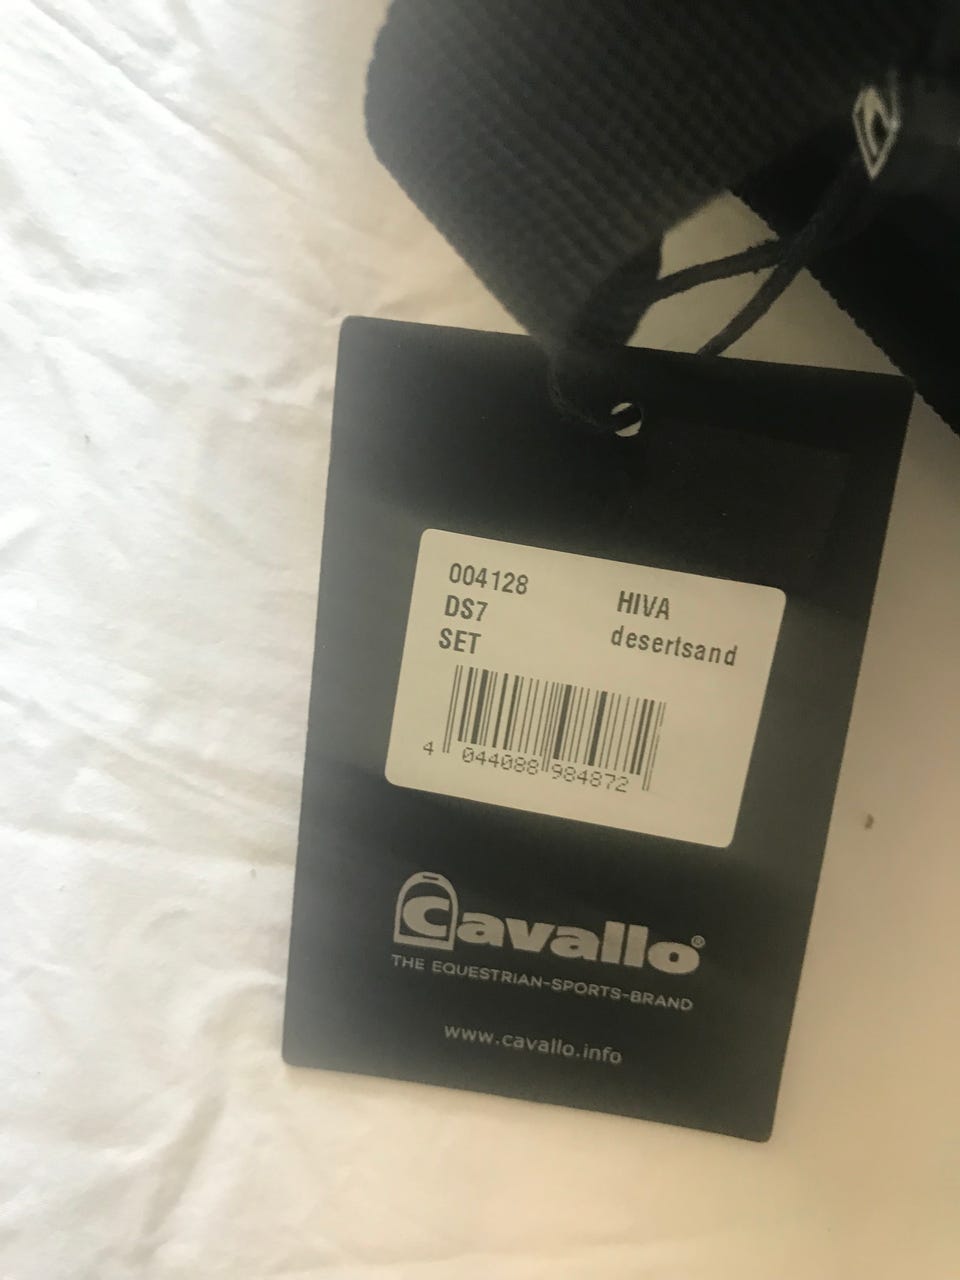 004128 HIVA
DS7 desertsand
SET
4 044088 984872
Cavallo®
THE EQUESTRIAN-SPORTS-BRAND
www.cavallo.info